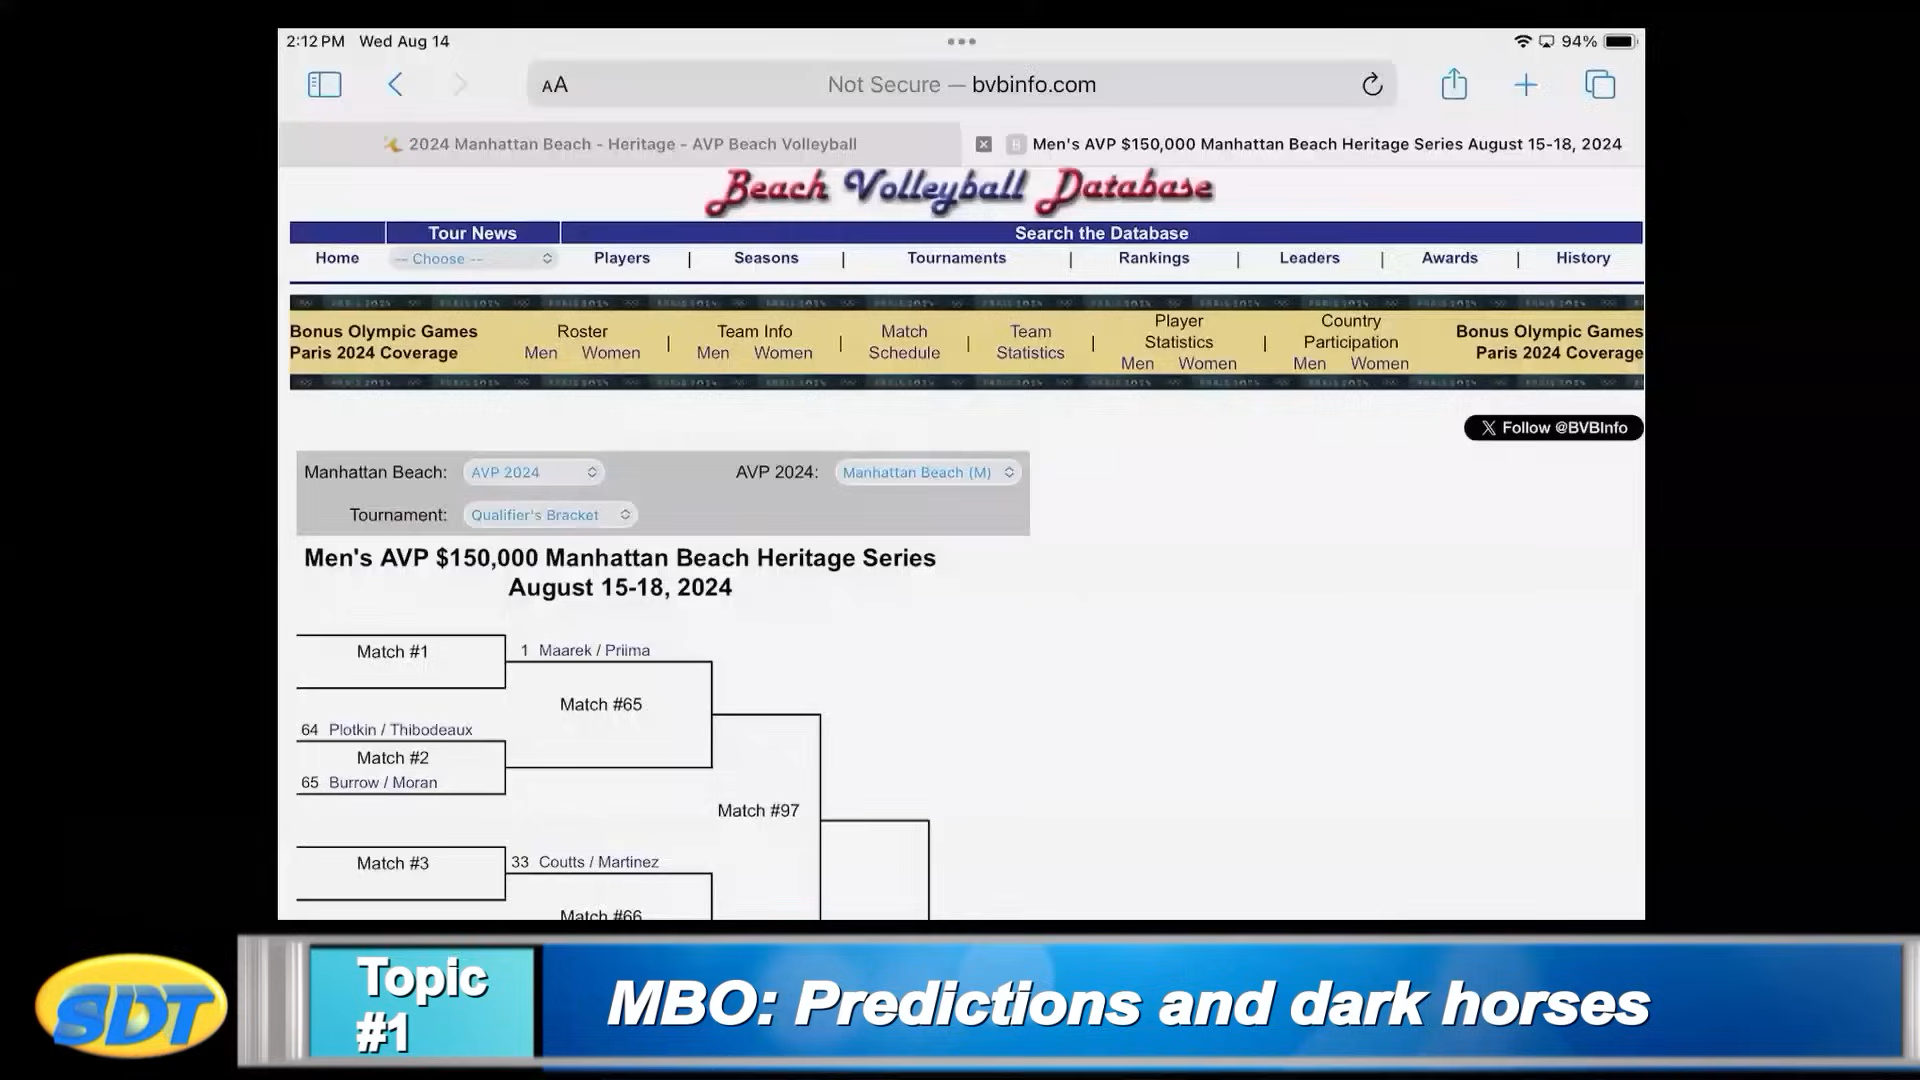 2:12 PM Wed Aug 14
94%
AA
Not Secure — bvbinfo.com
2024 Manhattan Beach - Heritage - AVP Beach Volleyball
Men's AVP $150,000 Manhattan Beach Heritage Series August 15-18, 2024
Beach Volleyball Database
Tour News
Search the Database
Home
-- Choose --
Players | Seasons | Tournaments | Rankings | Leaders | Awards | History
Bonus Olympic Games
Paris 2024 Coverage
Roster
Men Women
Team Info
Men Women
Match
Schedule
Team
Statistics
Player
Statistics
Men Women
Country
Participation
Men Women
Bonus Olympic Games
Paris 2024 Coverage
X Follow @BVBInfo
Manhattan Beach: AVP 2024
AVP 2024: Manhattan Beach (M)
Tournament: Qualifier's Bracket
Men's AVP $150,000 Manhattan Beach Heritage Series
August 15-18, 2024
Match #1
1 Maarek / Priima
Match #65
64 Plotkin / Thibodeaux
Match #2
65 Burrow / Moran
Match #97
Match #3
33 Coutts / Martinez
Match #66
SDT
Topic
#1
MBO: Predictions and dark horses